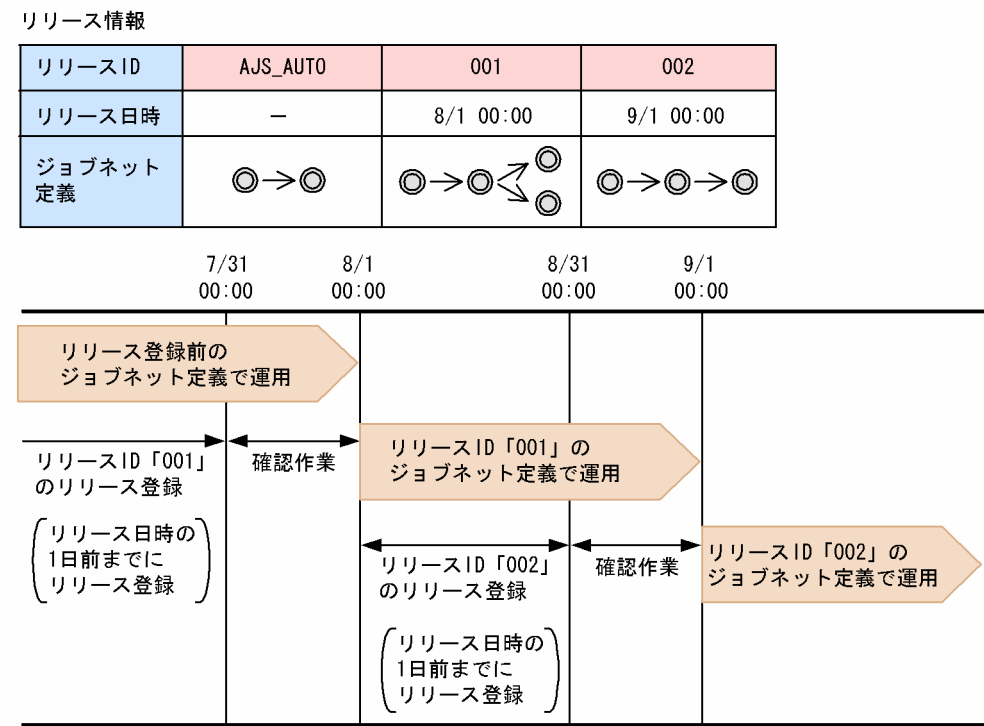 リリース情報
リリースID
AJS_AUTO
001
002
リリース日時
－
8/1 00:00
9/1 00:00
ジョブネット
定義
7/31
00:00
8/1
00:00
8/31
00:00
9/1
00:00
リリース登録前の
ジョブネット定義で運用
リリースID「001」
のリリース登録
確認作業
リリースID「001」の
ジョブネット定義で運用
リリース日時の
1日前までに
リリース登録
リリースID「002」
のリリース登録
確認作業
リリースID「002」の
ジョブネット定義で運用
リリース日時の
1日前までに
リリース登録